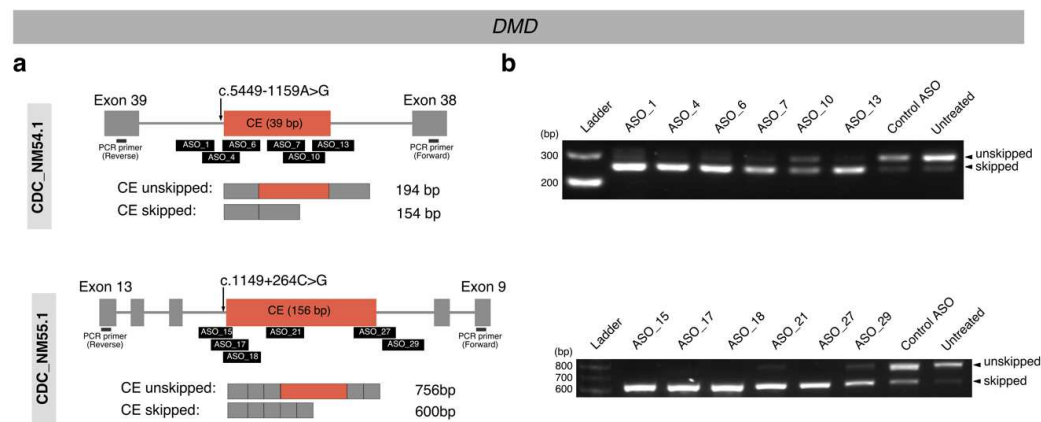 DMD
a
CDC_NM54.1
c.5449-1159A>G
Exon 39
CE (39 bp)
Exon 38
PCR primer
(Reverse)
ASO_1
ASO_6
ASO_7
ASO_13
ASO_4
ASO_10
PCR primer
(Forward)
CE unskipped:
194 bp
CE skipped:
154 bp
CDC_NM55.1
c.1149+264C>G
Exon 13
CE (156 bp)
Exon 9
PCR primer
(Reverse)
ASO_15
ASO_21
ASO_27
ASO_17
ASO_29
ASO_18
PCR primer
(Forward)
CE unskipped:
756bp
CE skipped:
600bp
b
Ladder
ASO_1
ASO_4
ASO_6
ASO_7
ASO_10
ASO_13
Control ASO
Untreated
(bp)
300
200
unskipped
skipped
Ladder
ASO_15
ASO_17
ASO_18
ASO_21
ASO_27
ASO_29
Control ASO
Untreated
(bp)
800
700
600
unskipped
skipped